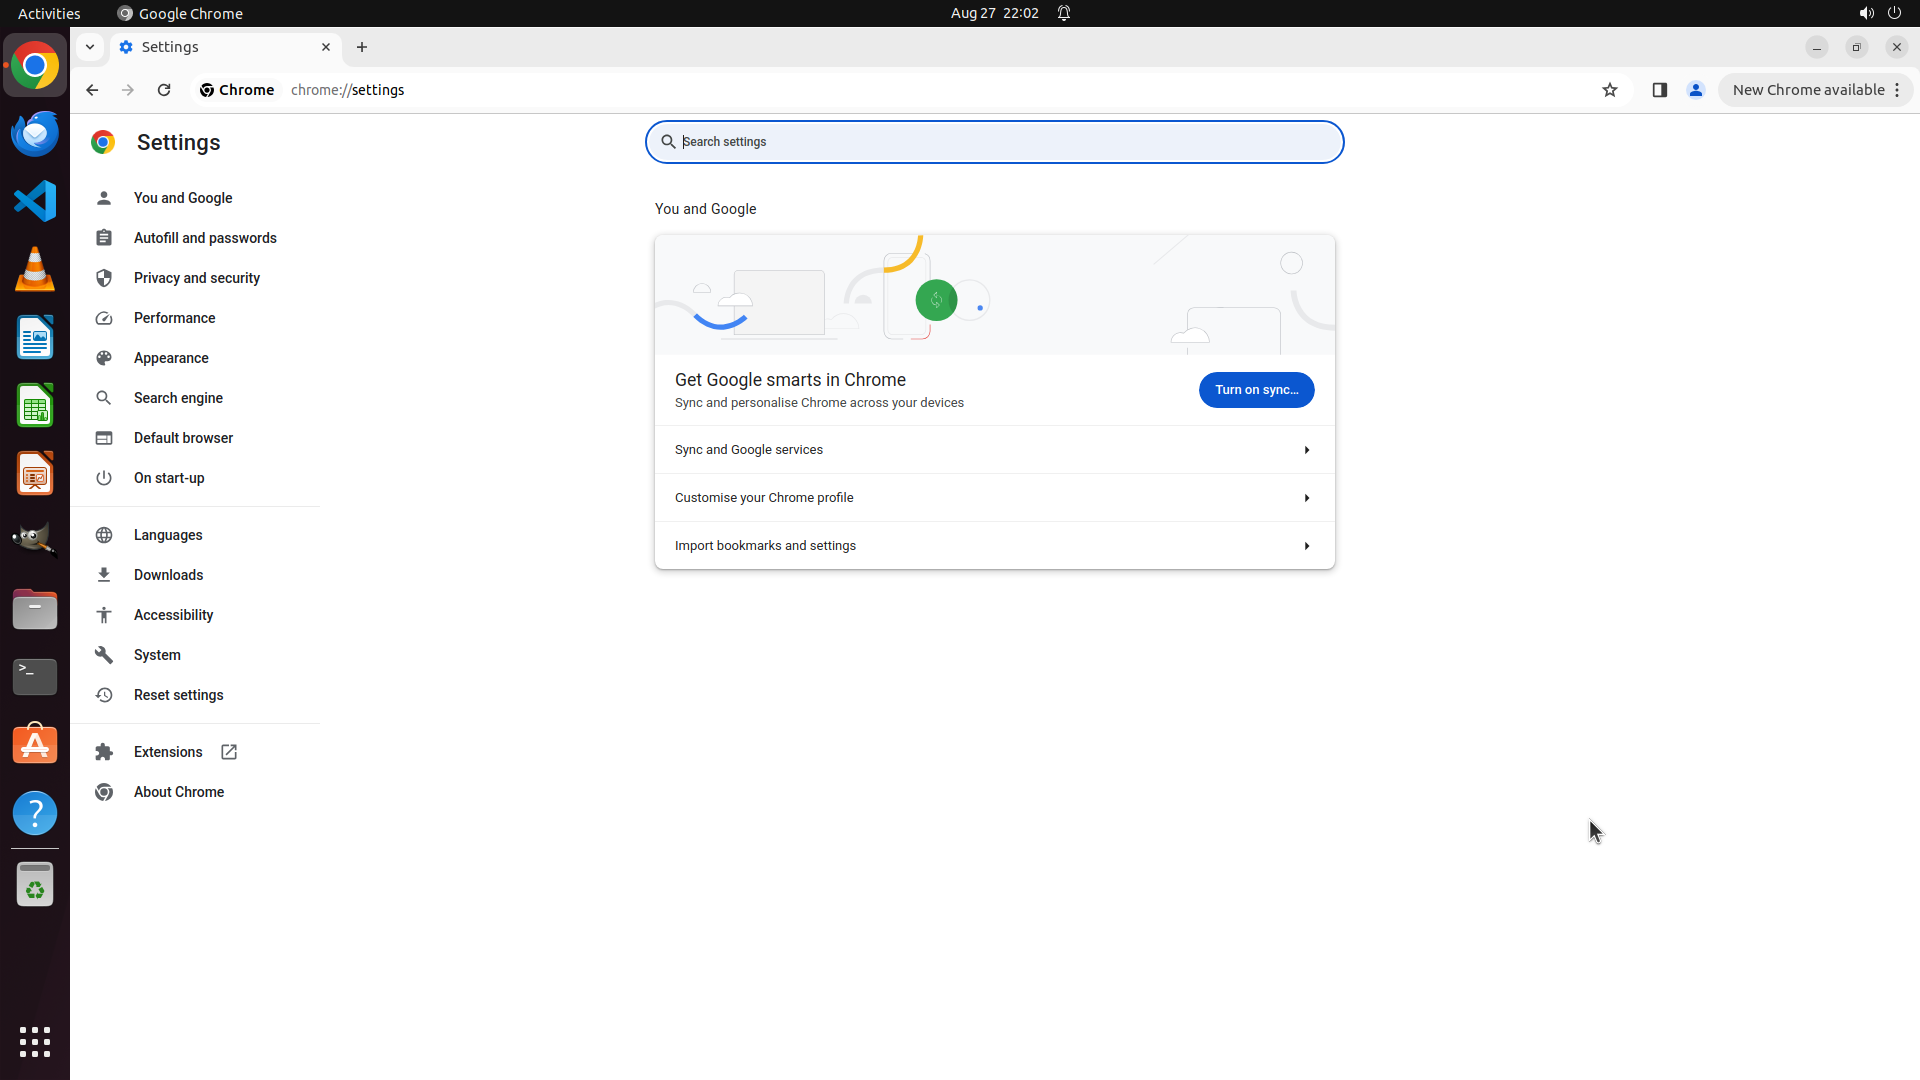 Activities
Google Chrome
Aug 27 22:02
Settings
Chrome
chrome://settings
New Chrome available
Settings
Search settings
You and Google
Autofill and passwords
Privacy and security
Performance
Appearance
Search engine
Default browser
On start-up
Languages
Downloads
Accessibility
System
Reset settings
Extensions
About Chrome
You and Google
Get Google smarts in Chrome
Sync and personalise Chrome across your devices
Turn on sync...
Sync and Google services
Customise your Chrome profile
Import bookmarks and settings